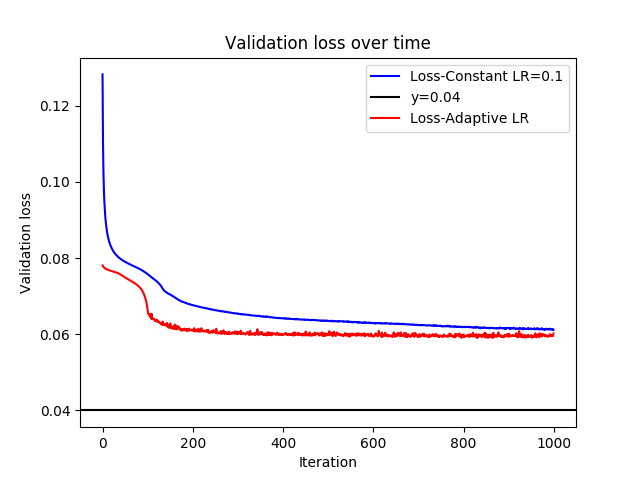 Validation loss over time
Loss-Constant LR=0.1
y=0.04
Loss-Adaptive LR
Validation loss
0.12
0.10
0.08
0.06
0.04
0 200 400 600 800 1000
Iteration